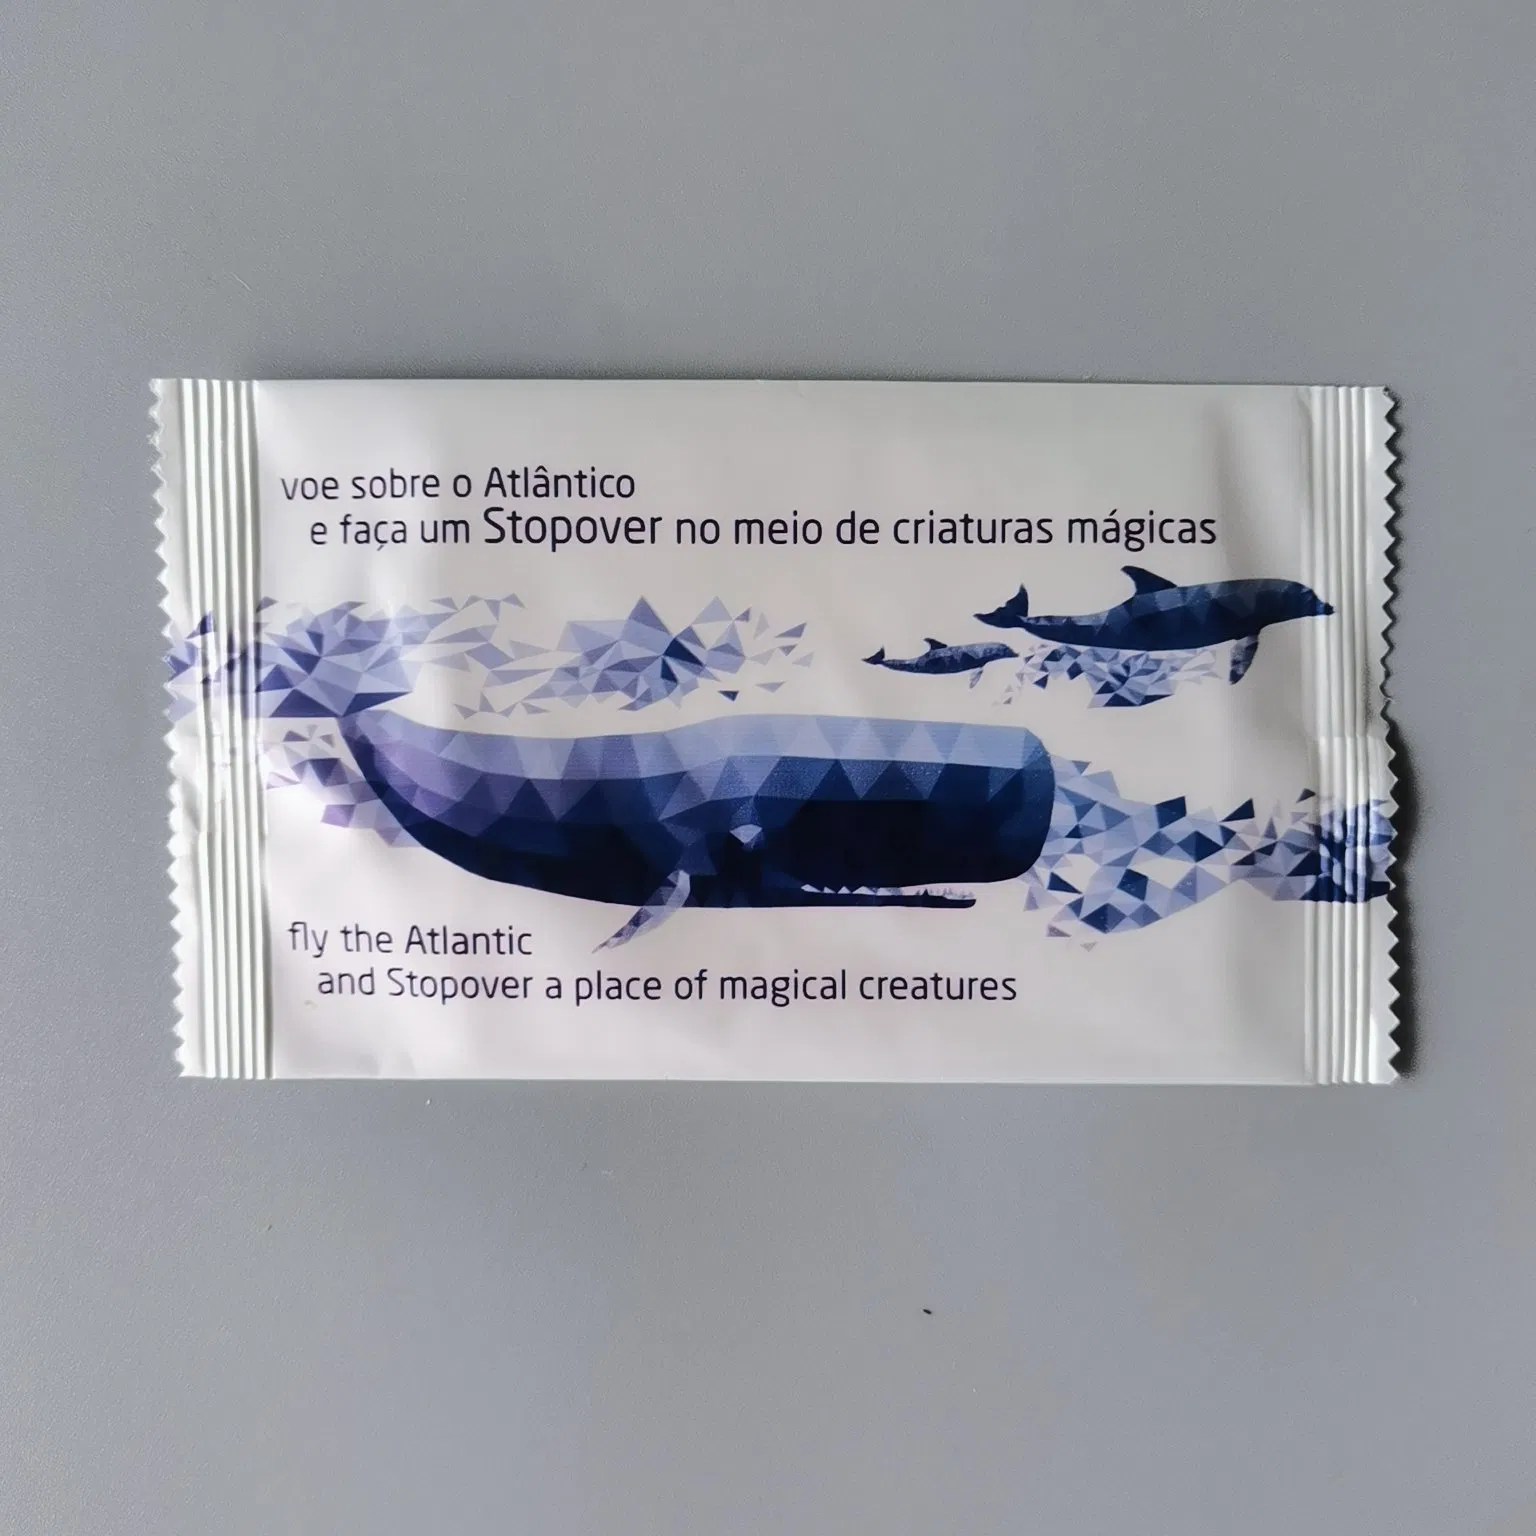 voe sobre o Atlântico
e faça um Stopover no meio de criaturas mágicas
fly the Atlantic
and Stopover a place of magical creatures